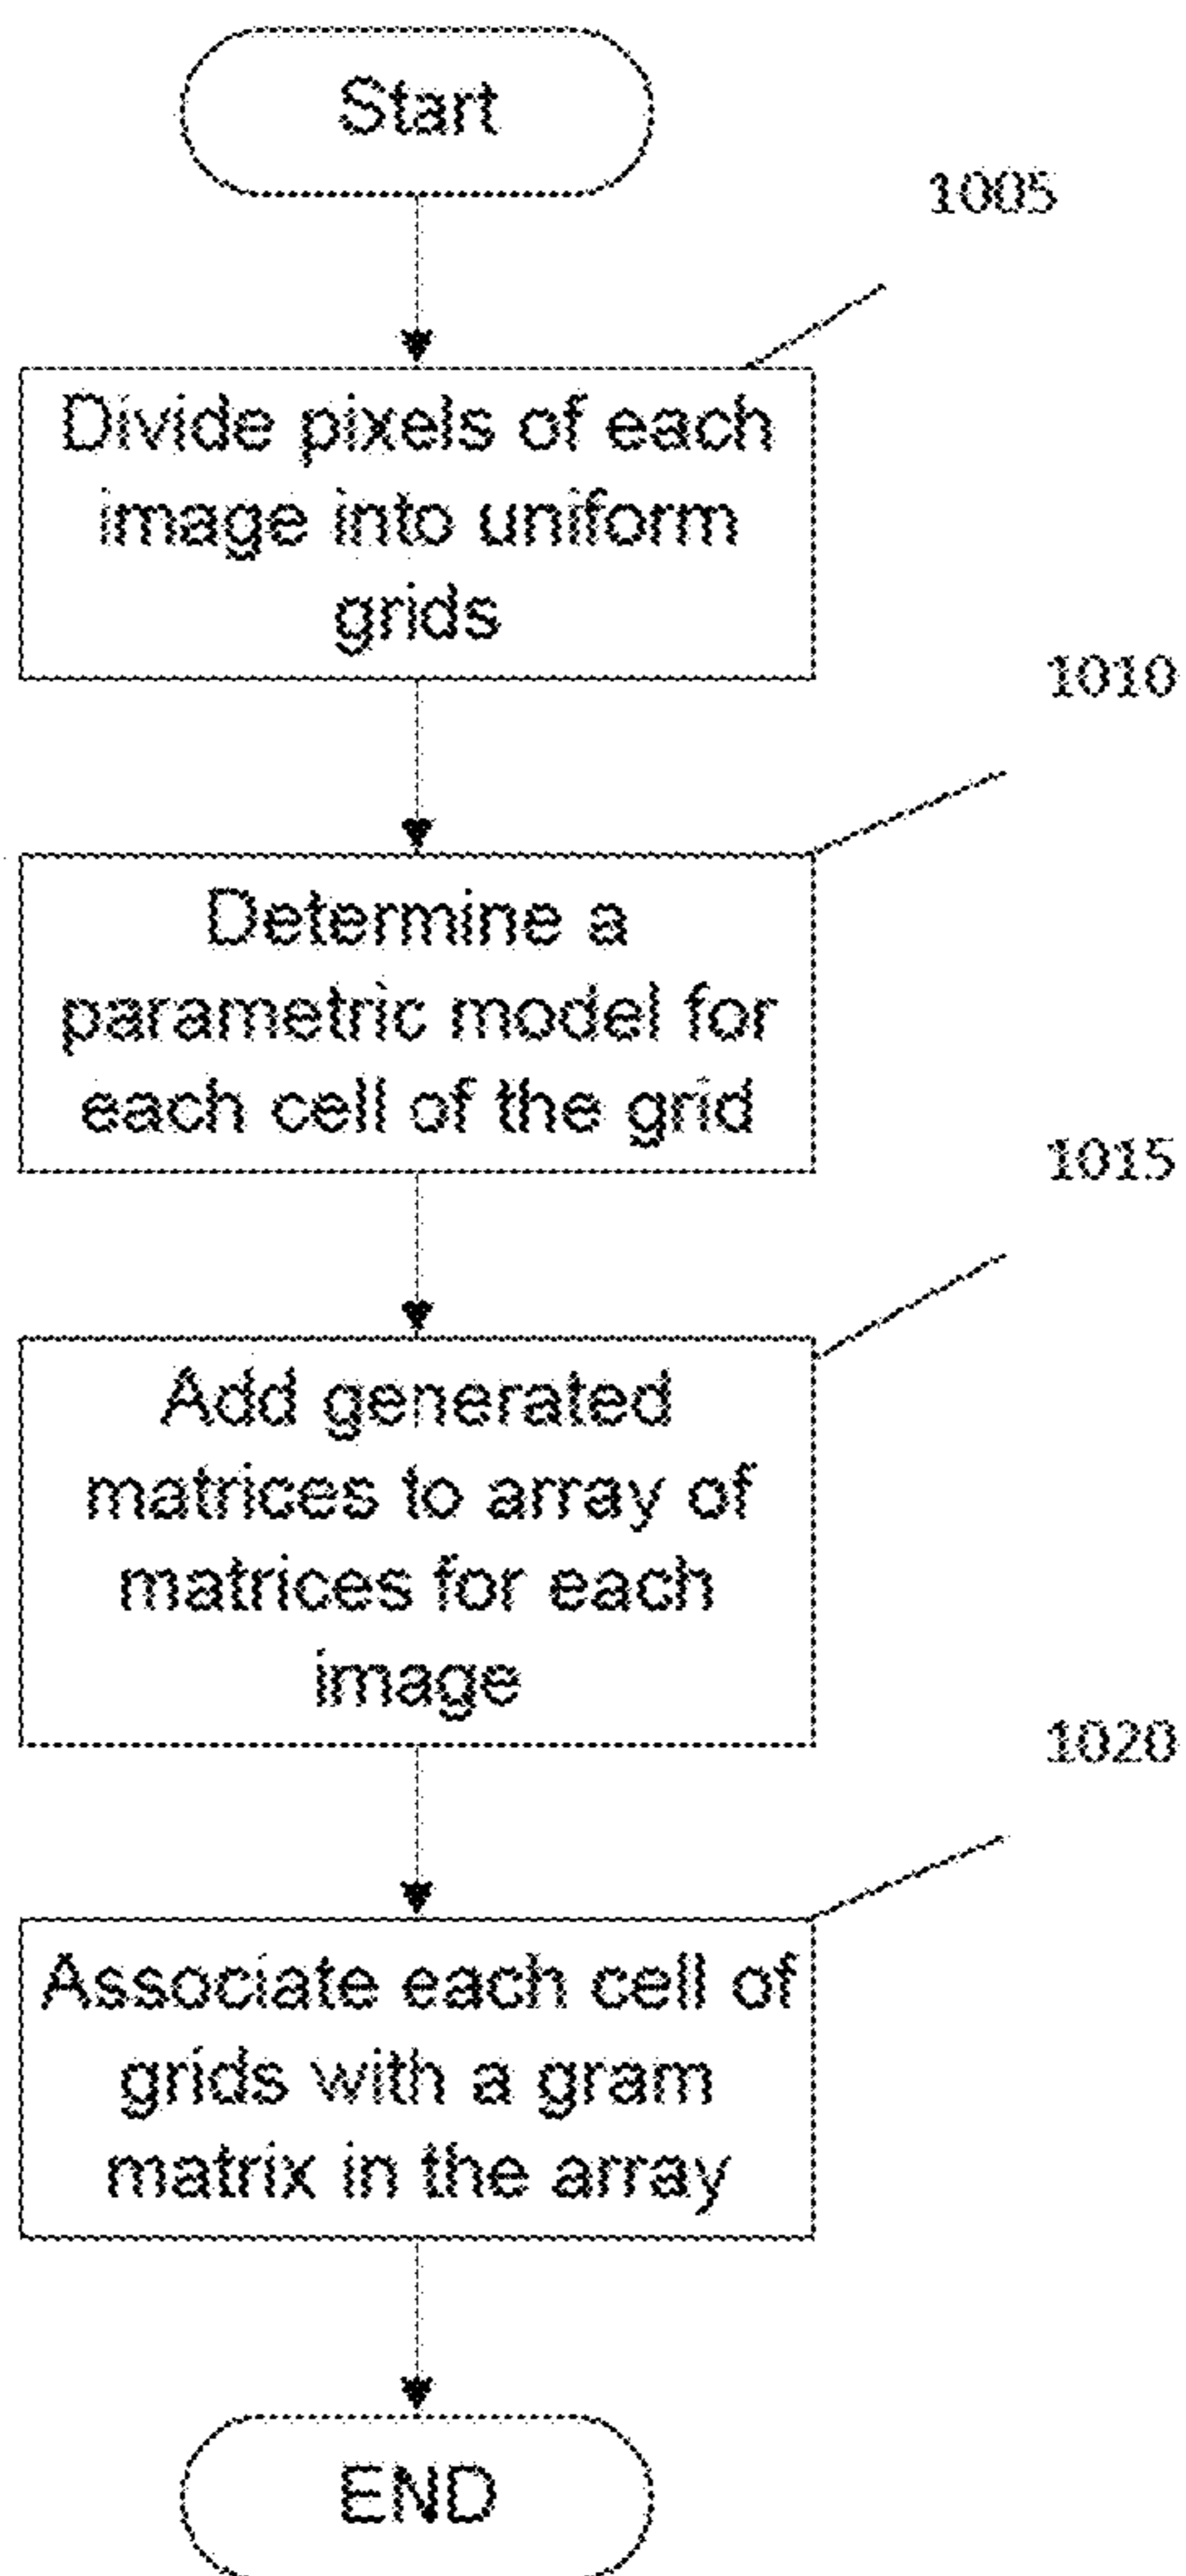 Start
1005
Divide pixels of each
image into uniform
grids
1010
Determine a
parametric model for
each cell of the grid
1015
Add generated
matrices to array of
matrices for each
image
1020
Associate each cell of
grids with a gram
matrix in the array
END